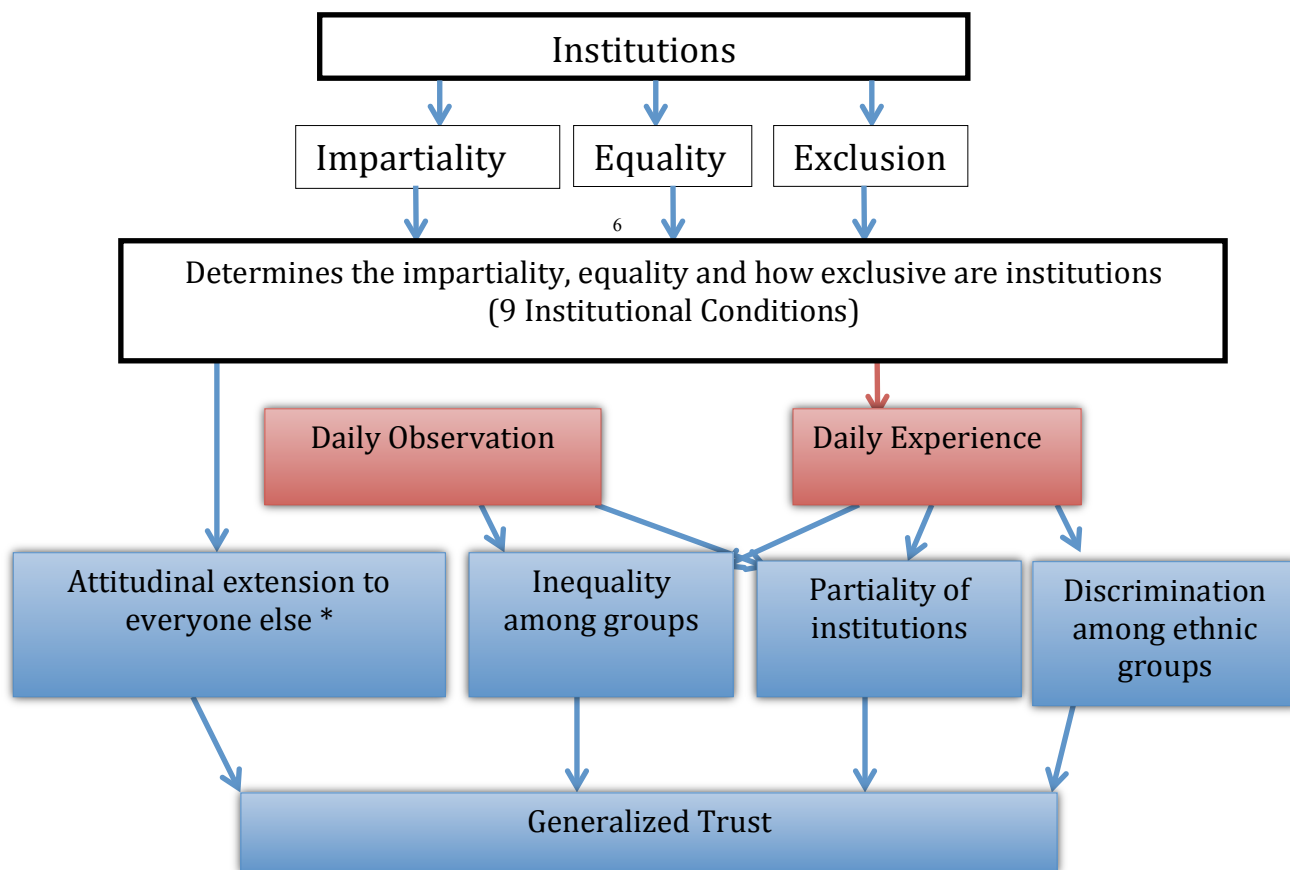 Institutions
Impartiality
Equality
Exclusion
6
Determines the impartiality, equality and how exclusive are institutions
(9 Institutional Conditions)
Daily Observation
Daily Experience
Attitudinal extension to
everyone else *
Inequality
among groups
Partiality of
institutions
Discrimination
among ethnic
groups
Generalized Trust